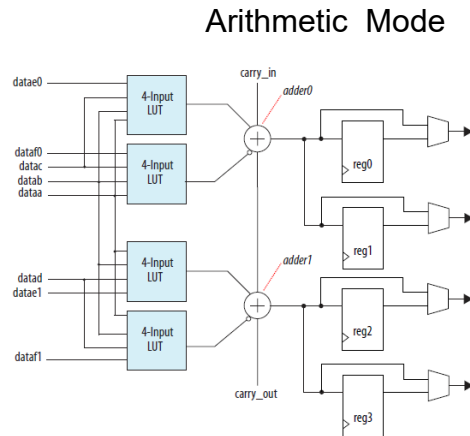 Arithmetic Mode
datae0
4-Input
LUT
carry_in
adder0
dataf0
datac
datab
dataa
4-Input
LUT
reg0
reg1
datad
datae1
4-Input
LUT
adder1
4-Input
LUT
dataf1
reg2
carry_out
reg3